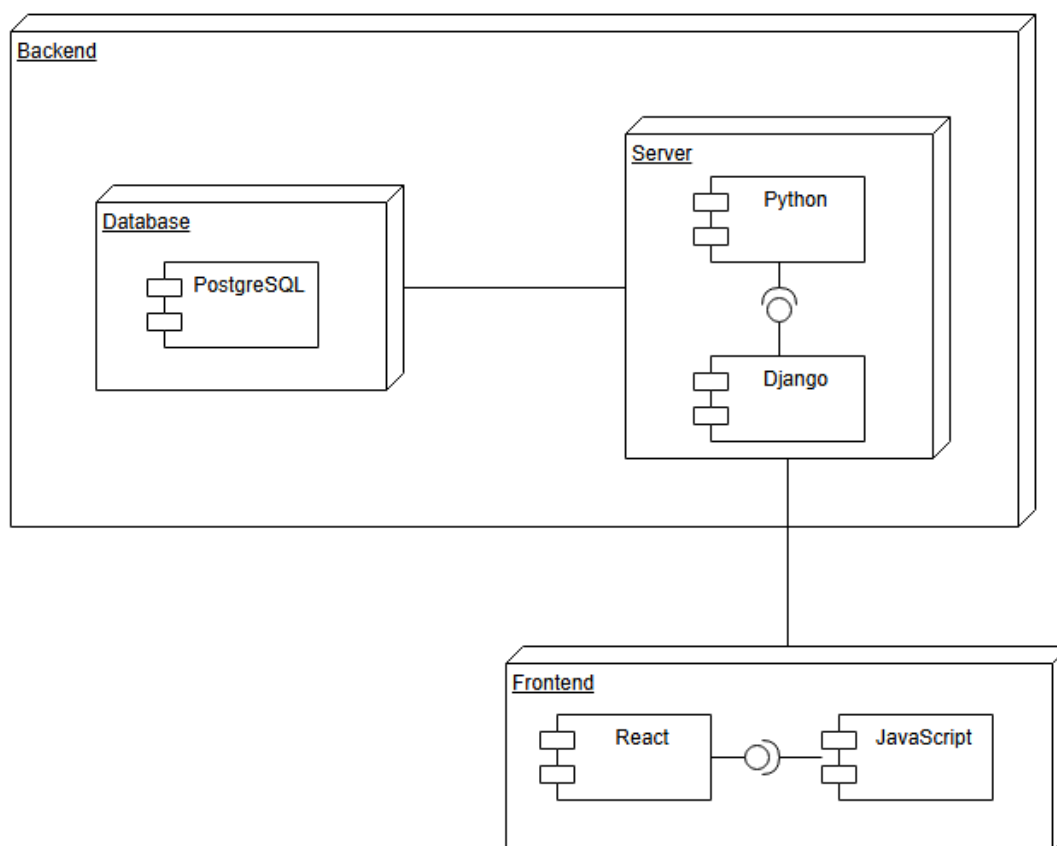 Backend
Server
Python
Database
PostgreSQL
Django
Frontend
React
JavaScript